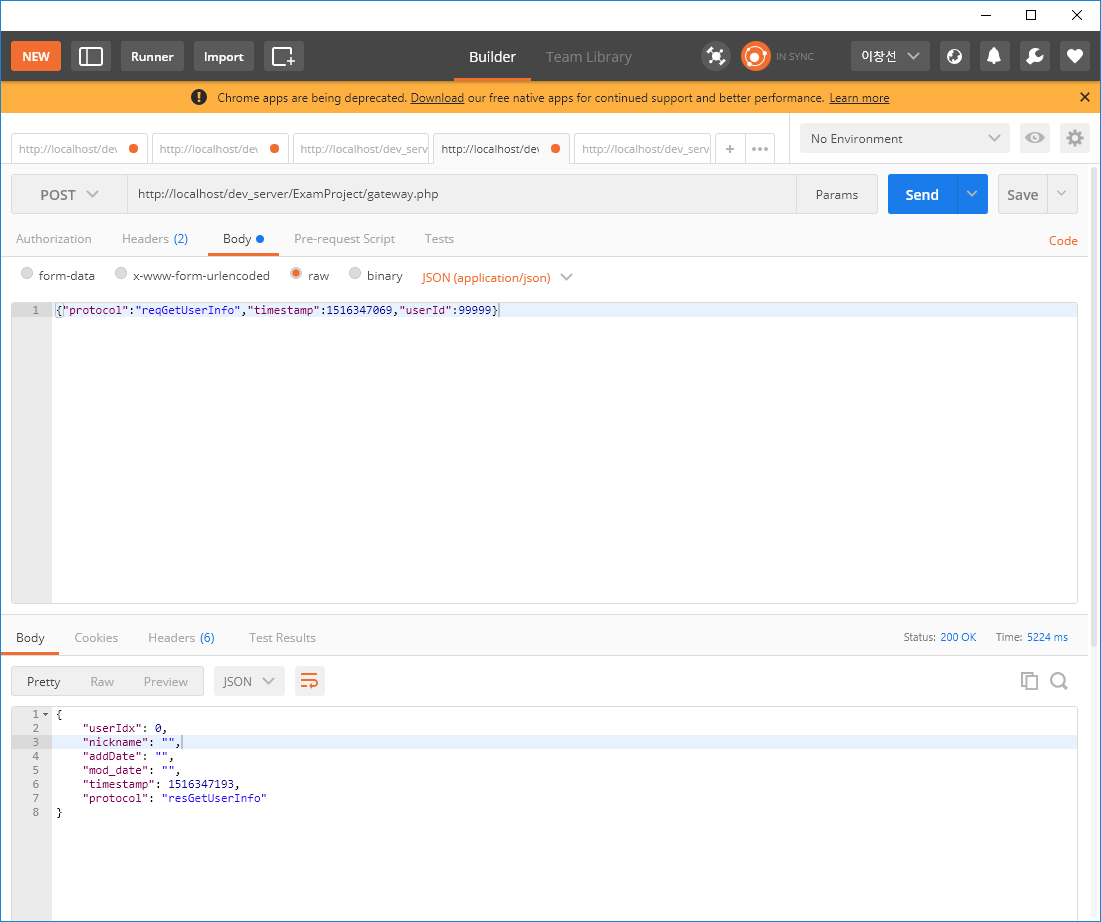 NEW Runner Import Builder Team Library IN SYNC 이창선
Chrome apps are being deprecated. Download our free native apps for continued support and better performance. Learn more
http://localhost/dev http://localhost/dev http://localhost/dev_serv http://localhost/dev http://localhost/dev_serv + ••• No Environment
POST http://localhost/dev_server/ExamProject/gateway.php Params Send Save
Authorization Headers (2) Body Pre-request Script Tests Code
form-data x-www-form-urlencoded raw binary JSON (application/json)
1 {"protocol":"reqGetUserInfo","timestamp":1516347069,"userId":99999}
Body Cookies Headers (6) Test Results Status: 200 OK Time: 5224 ms
Pretty Raw Preview JSON
1 {
2 "userIdx": 0,
3 "nickname": "",
4 "addDate": "",
5 "mod_date": "",
6 "timestamp": 1516347193,
7 "protocol": "resGetUserInfo"
8 }